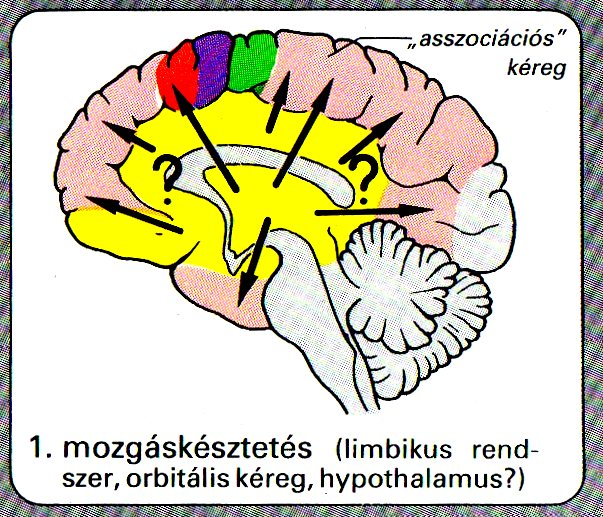 „asszociációs”
kéreg
?
?
1. mozgáskésztetés (limbikus rend-
szer, orbitális kéreg, hypothalamus?)